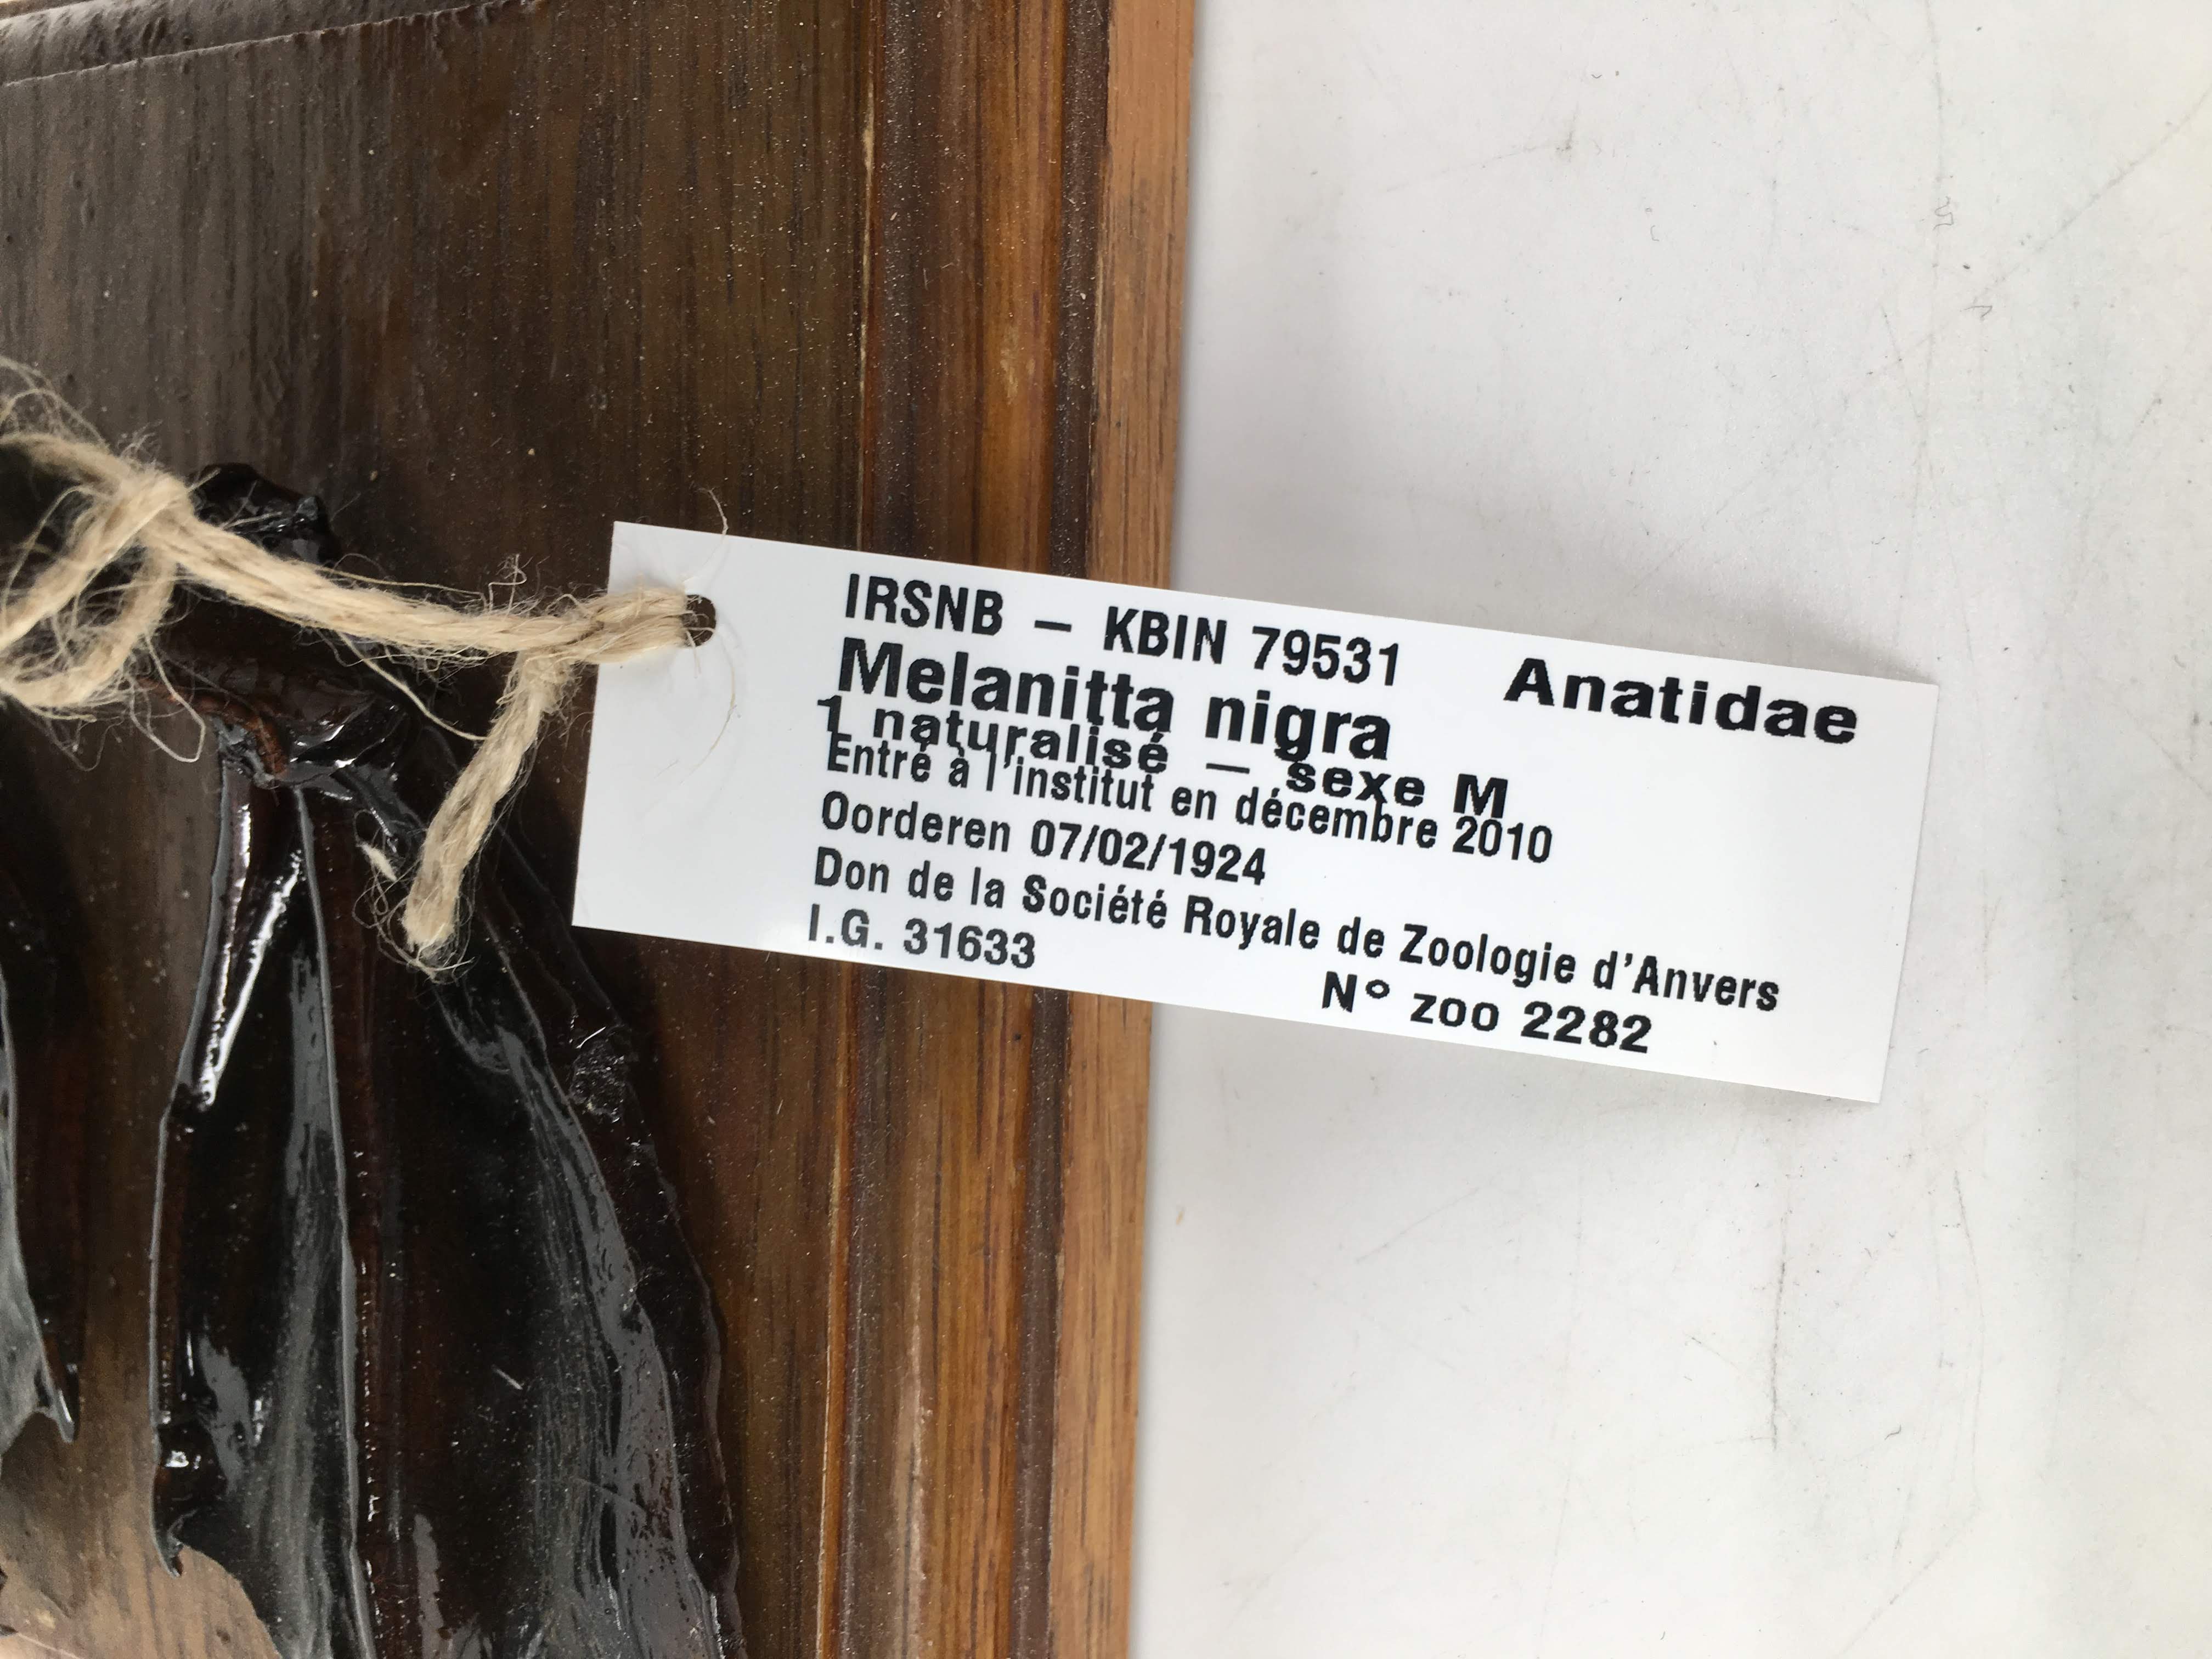 IRSNB – KBIN 79531 Anatidae
Melanitta nigra
1 naturalisé – sexe M
Entré à l'institut en décembre 2010
Oorderen 07/02/1924
Don de la Société Royale de Zoologie d'Anvers
I.G. 31633 N° zoo 2282